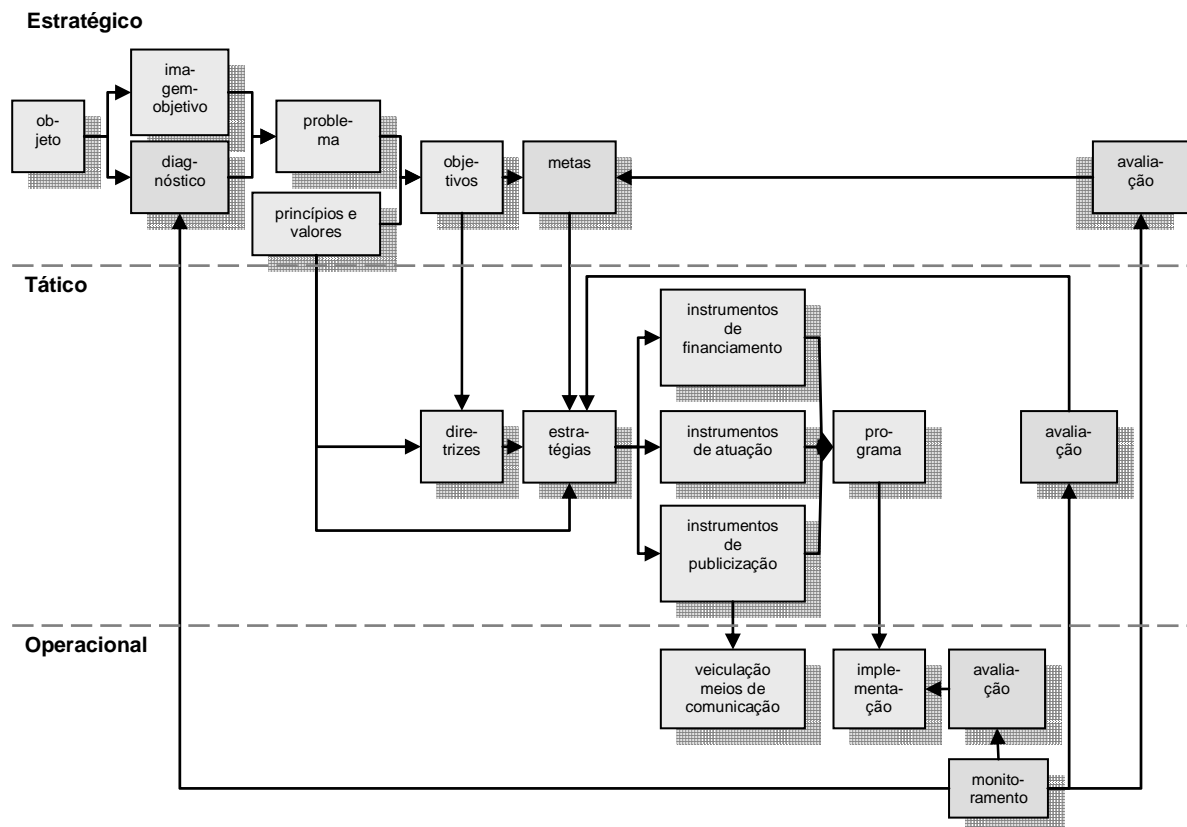 Estratégico
ob-
jeto
ima-
gem-
objetivo
diag-
nóstico
proble-
ma
princípios e
valores
obje-
tivos
metas
avalia-
ção
Tático
dire-
trizes
estra-
tégias
instrumentos
de
financiamento
instrumentos
de atuação
instrumentos
de
publicização
pro-
grama
avalia-
ção
Operacional
veiculação
meios de
comunicação
imple-
menta-
ção
avalia-
ção
monito-
ramento